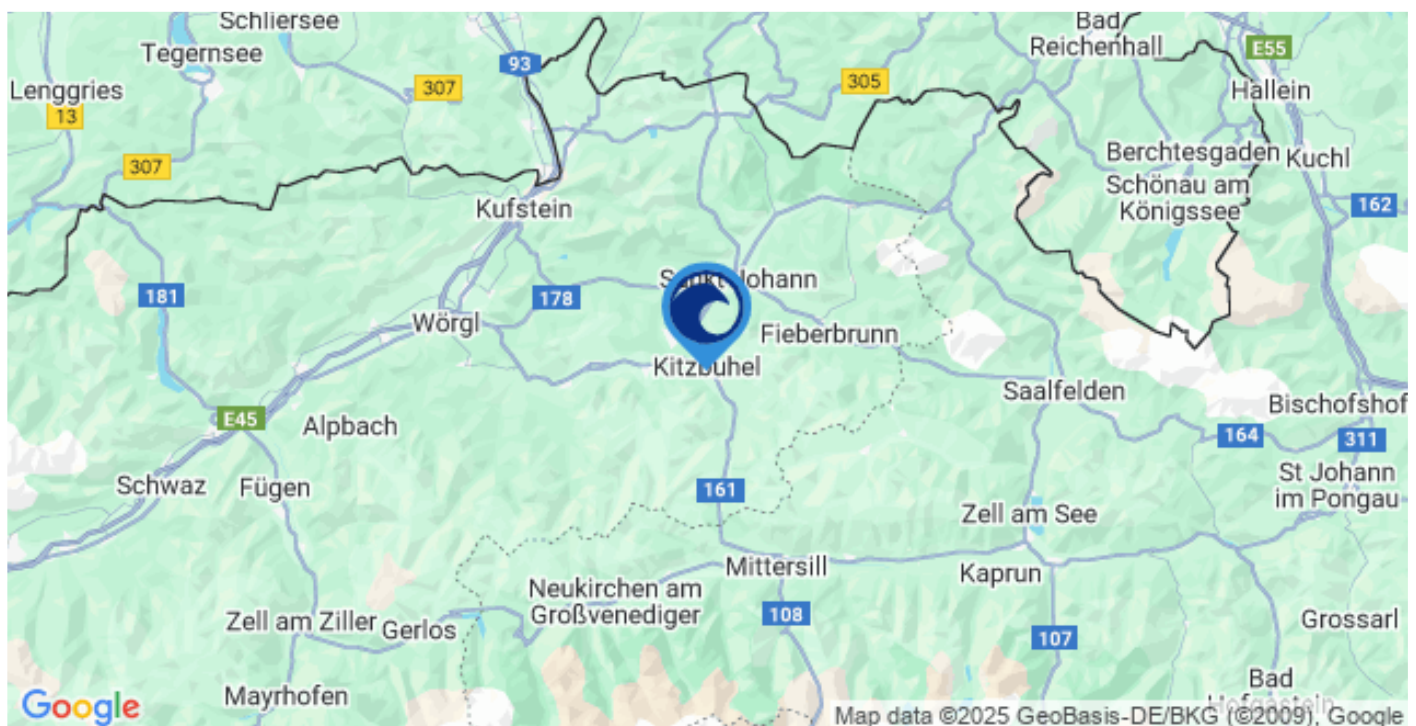 Schliersee
Tegernsee
Bad
Reichenhall
E55
93
Lenggries
307
305
Hallein
13
307
Berchtesgaden
Kuchl
Schönau am
Königssee
162
Kufstein
Sankt Johann
181
178
Wörgl
Fieberbrunn
Kitzbühel
Saalfelden
Bischofshof
E45
Alpbach
164
311
Schwaz
Fügen
161
St Johann
im Pongau
Zell am See
Mittersill
Kaprun
Neukirchen am
Großvenediger
108
Zell am Ziller
Gerlos
107
Grossarl
Mayrhofen
Bad
Hofgastein
Google
Map data ©2025 GeoBasis-DE/BKG (©2009), Google